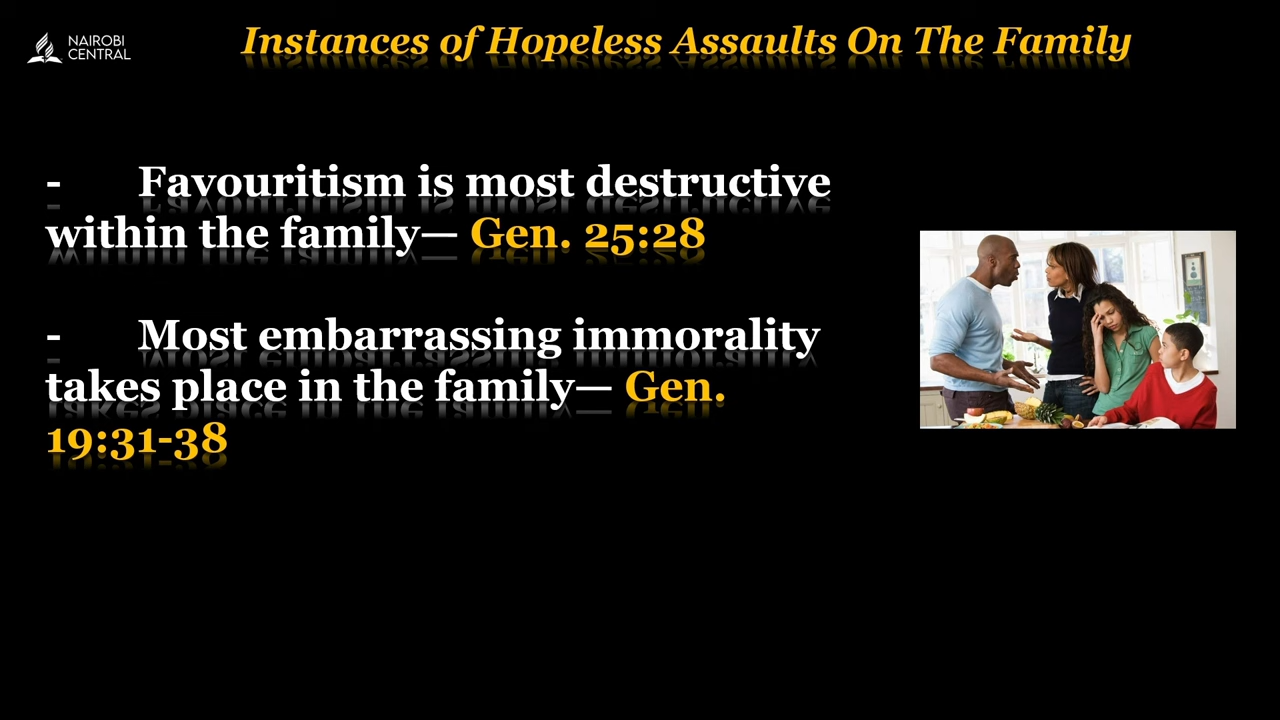 NAIROBI
CENTRAL
Instances of Hopeless Assaults On The Family
- Favouritism is most destructive
within the family— Gen. 25:28
- Most embarrassing immorality
takes place in the family— Gen.
19:31-38